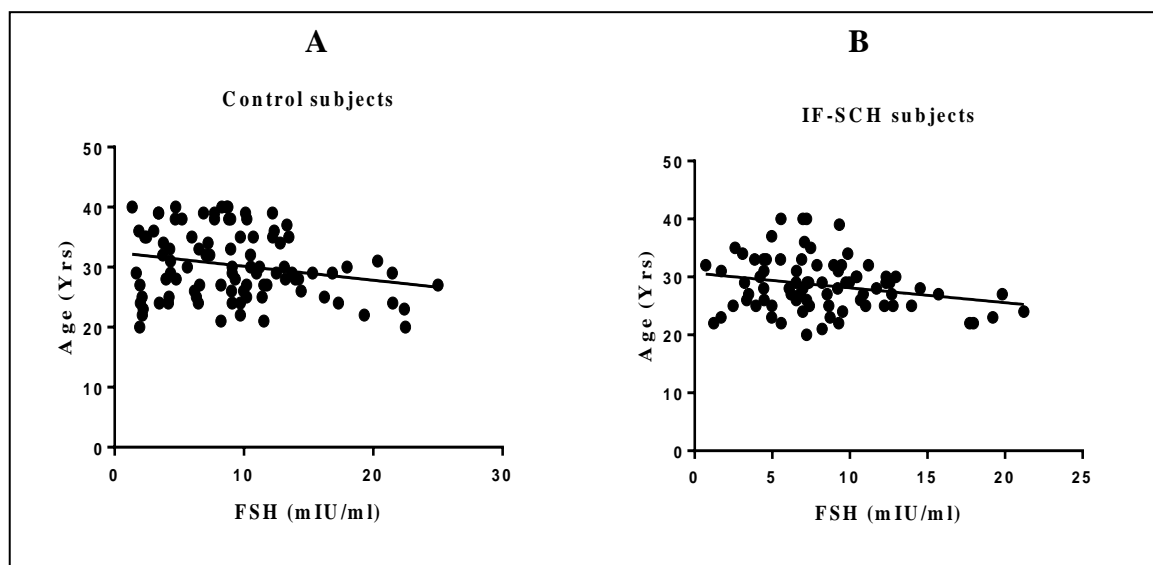 A
Control subjects
50
40
30
20
10
0
Age (Yrs)
0 10 20 30
FSH (mIU/ml)
B
IF-SCH subjects
50
40
30
20
10
0
Age (Yrs)
0 5 10 15 20 25
FSH (mIU/ml)